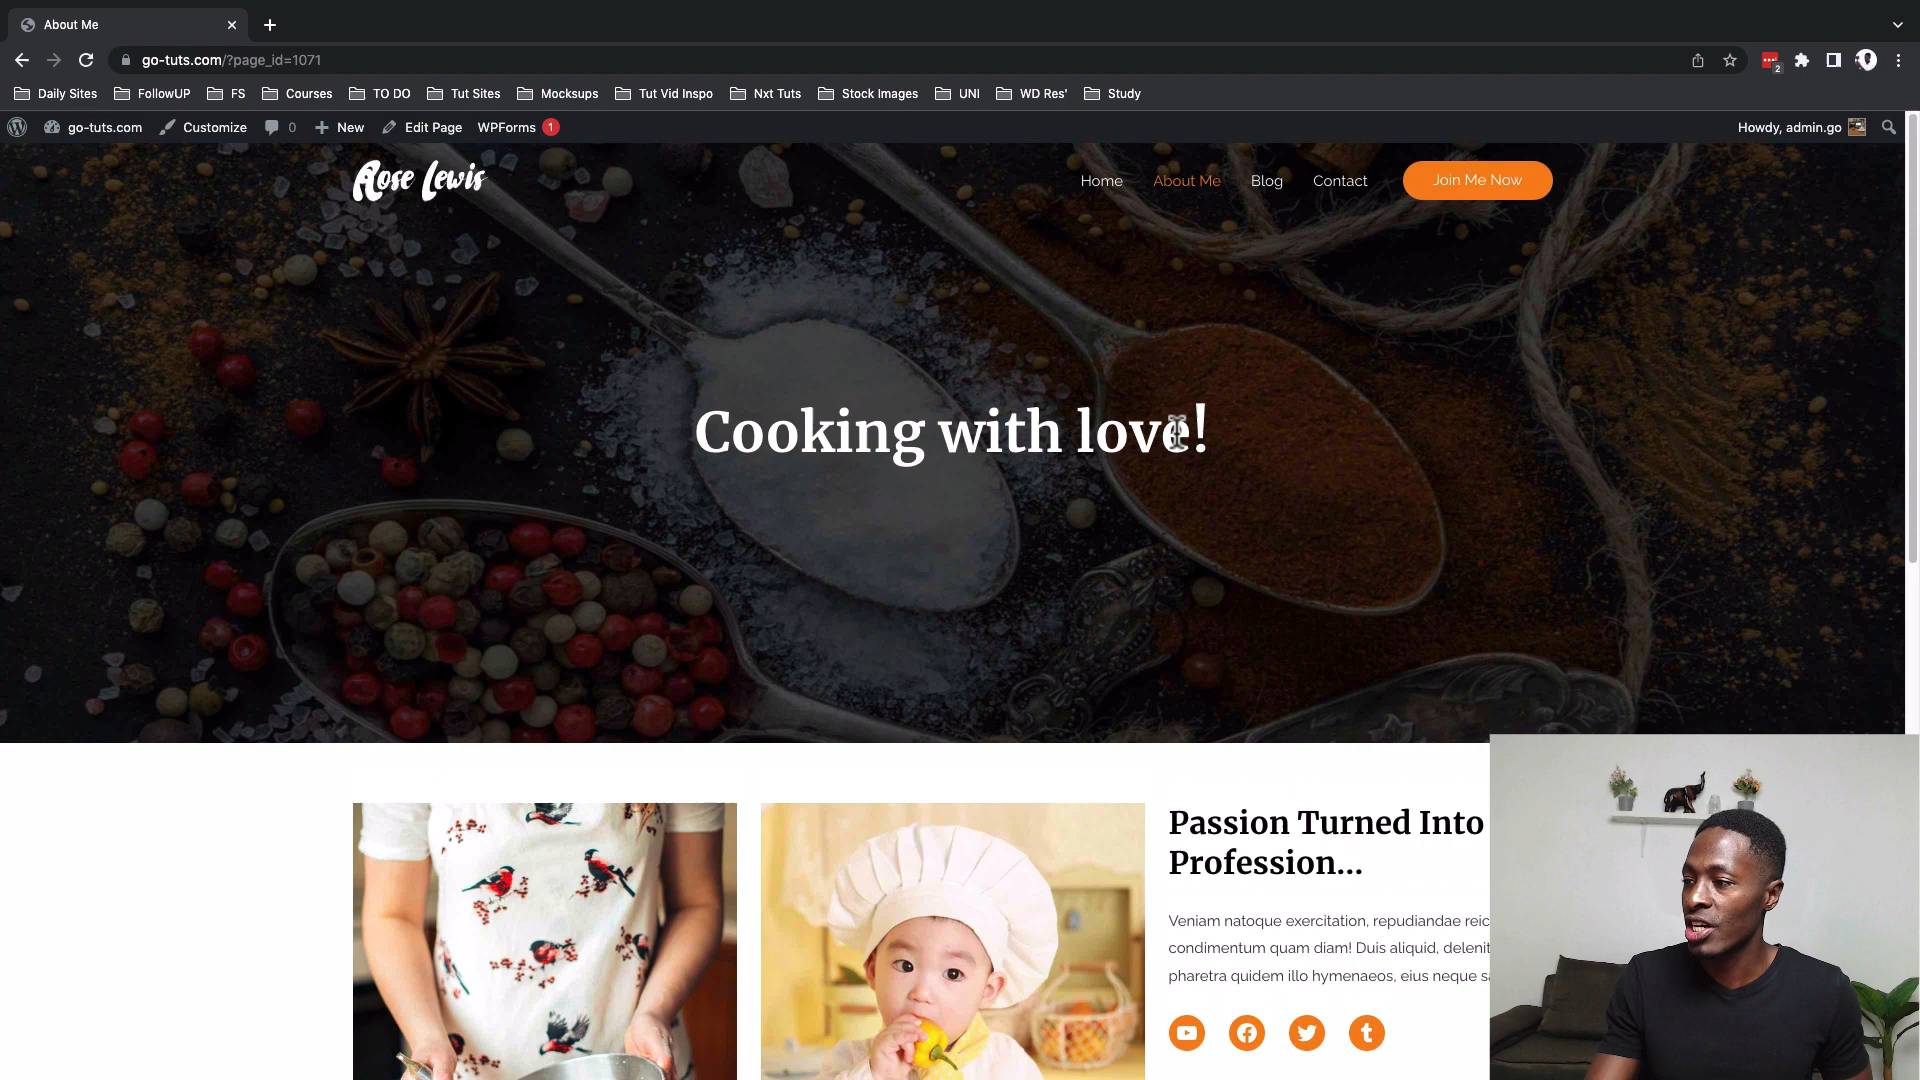 About Me
go-tuts.com/?page_id=1071
2
Daily Sites FollowUP FS Courses TO DO Tut Sites Mocksups Tut Vid Inspo Nxt Tuts Stock Images UNI WD Res' Study
go-tuts.com Customize 0 New Edit Page WPForms 1 Howdy, admin.go
Rose Lewis Home About Me Blog Contact Join Me Now
Cooking with love!
Passion Turned Into
Profession...
Veniam natoque exercitation, repudiandae
condimentum quam diam! Duis aliquid,
pharetra quidem illo hymenaeos, eius neque